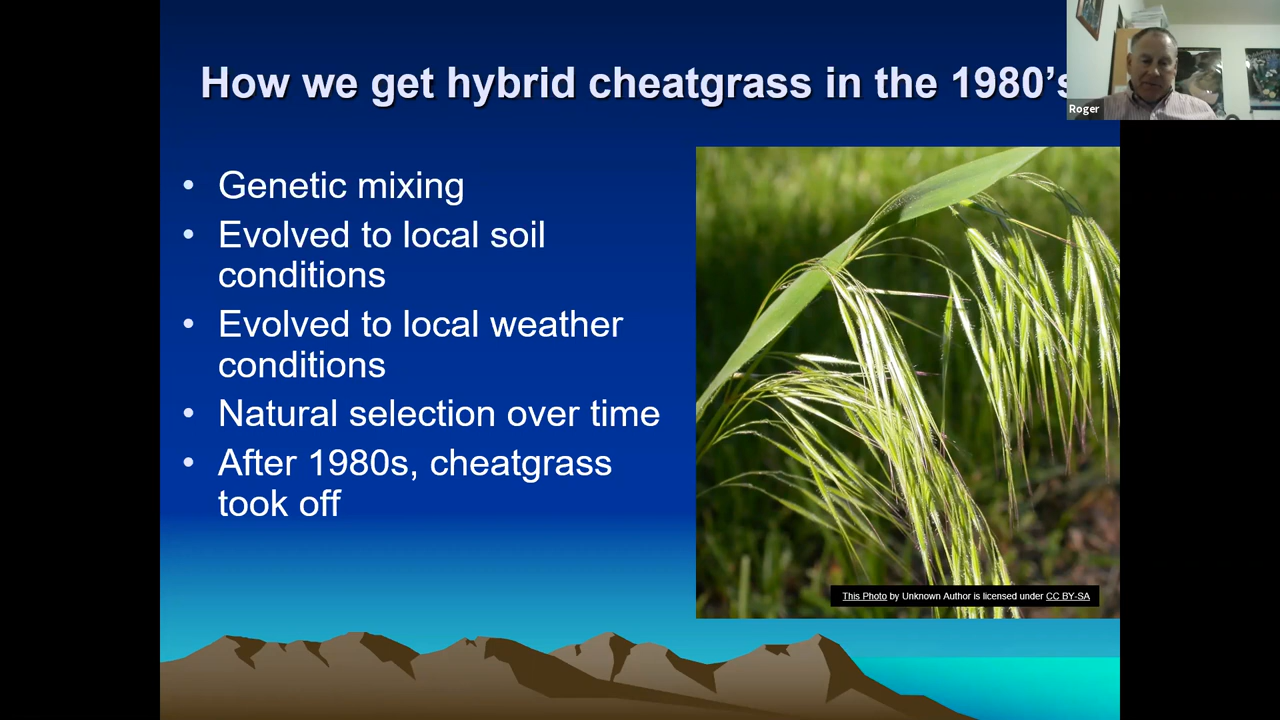 How we get hybrid cheatgrass in the 1980's
Roger
• Genetic mixing
• Evolved to local soil
conditions
• Evolved to local weather
conditions
• Natural selection over time
• After 1980s, cheatgrass
took off
This Photo by Unknown Author is licensed under CC BY-SA